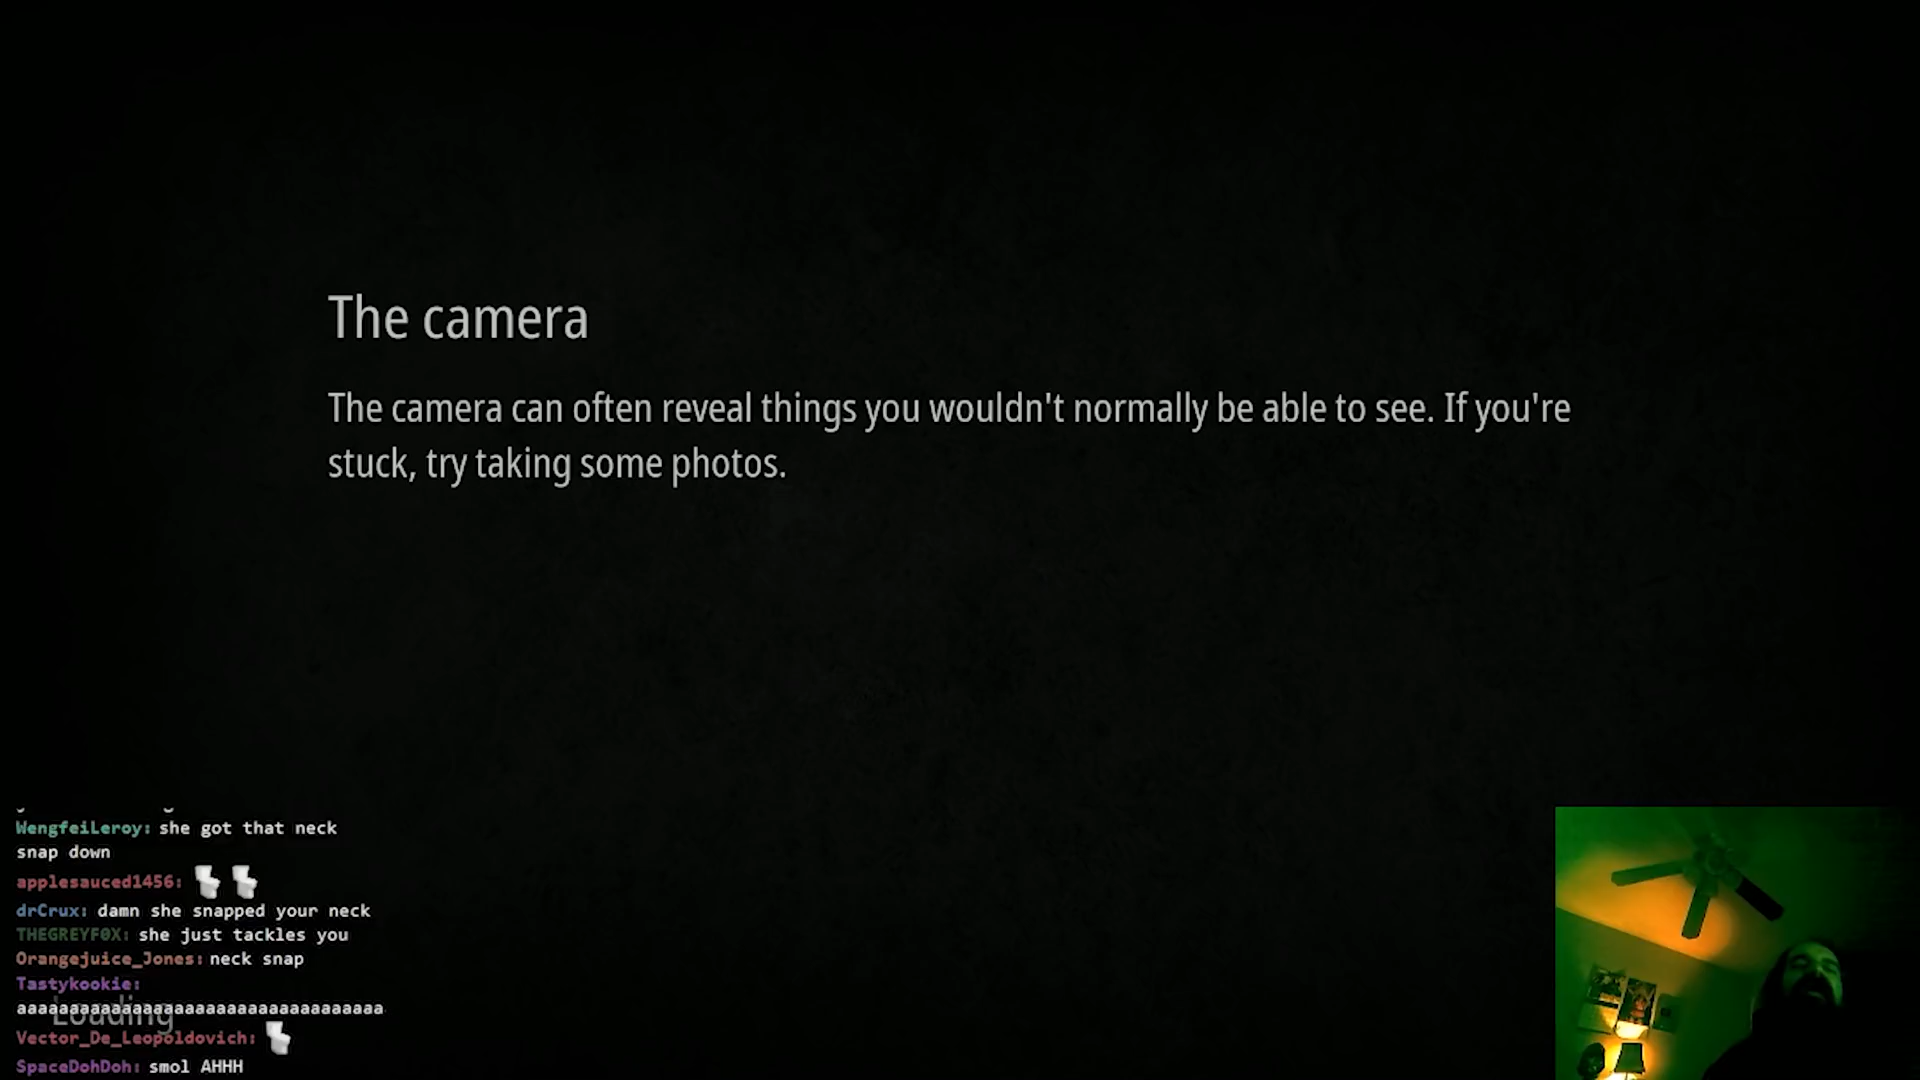 The camera
The camera can often reveal things you wouldn't normally be able to see. If you're
stuck, try taking some photos.
WengfeiLeroy: she got that neck
snap down
applesauced1456:
drCrux: damn she snapped your neck
THEGREYF0X: she just tackles you
Orangejuice_Jones: neck snap
Tastykookie:
aaaaaaaaaaaaaaaaaaaaaaaaaaaaaaaaaaa
Loading
Vector_De_Leopoldovich:
SpaceDohDoh: smol AHHH